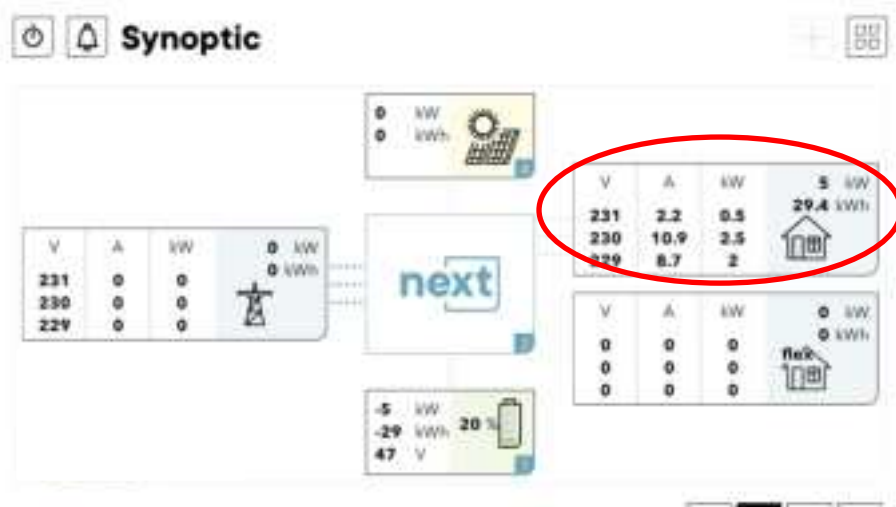 Synoptic
0 kW
0 kWh
V A kW 5 kW
29.4 kWh
231 2.2 0.5
230 10.9 2.5
229 8.7 2
V A kW 0 kW
0 kWh
231 0 0
230 0 0
229 0 0
next
V A kW 0 kW
0 kWh
0 0 0
flex
0 0 0
0 0 0
-5 kW
-29 kWh 20 %
47 V